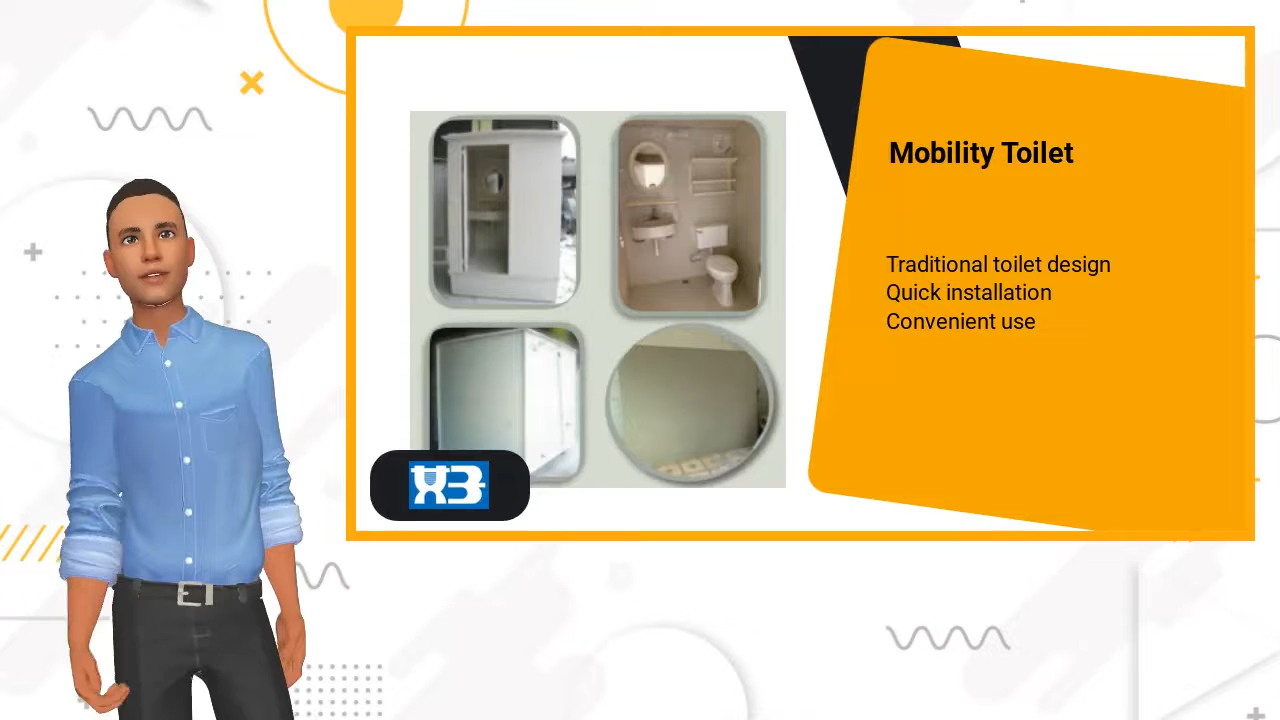 Mobility Toilet
Traditional toilet design
Quick installation
Convenient use